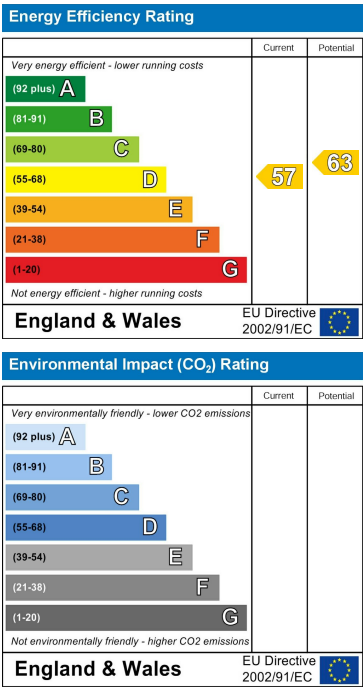 Energy Efficiency Rating
Current Potential
Very energy efficient - lower running costs
(92 plus) A
(81-91) B
(69-80) C
(55-68) D
(39-54) E
(21-38) F
(1-20) G
57
63
Not energy efficient - higher running costs
England & Wales
EU Directive
2002/91/EC
Environmental Impact (CO₂) Rating
Current Potential
Very environmentally friendly - lower CO2 emissions
(92 plus) A
(81-91) B
(69-80) C
(55-68) D
(39-54) E
(21-38) F
(1-20) G
Not environmentally friendly - higher CO2 emissions
England & Wales
EU Directive
2002/91/EC